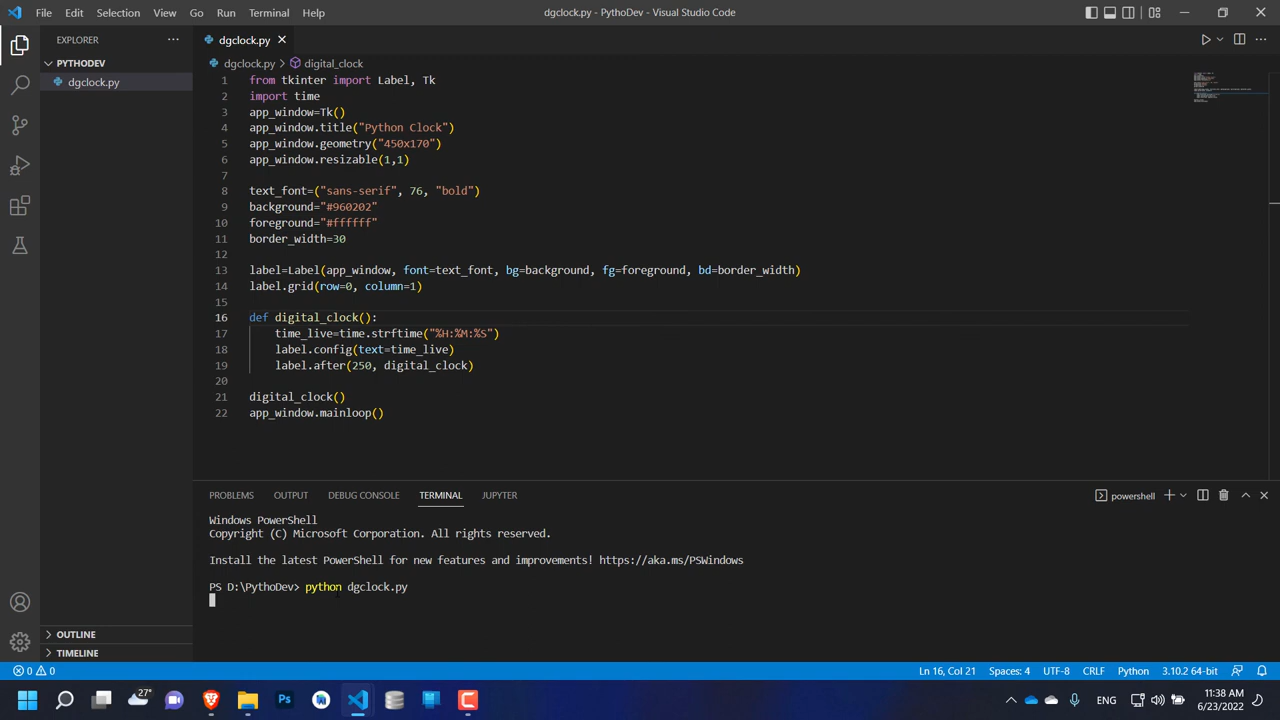 File Edit Selection View Go Run Terminal Help
dgclock.py - PythoDev - Visual Studio Code
EXPLORER
PYTHODEV
dgclock.py
OUTLINE
TIMELINE
dgclock.py
dgclock.py > digital_clock
1 from tkinter import Label, Tk
2 import time
3 app_window=Tk()
4 app_window.title("Python Clock")
5 app_window.geometry("450x170")
6 app_window.resizable(1,1)
7
8 text_font=("sans-serif", 76, "bold")
9 background="#960202"
10 foreground="#ffffff"
11 border_width=30
12
13 label=Label(app_window, font=text_font, bg=background, fg=foreground, bd=border_width)
14 label.grid(row=0, column=1)
15
16 def digital_clock():
17 time_live=time.strftime("%H:%M:%S")
18 label.config(text=time_live)
19 label.after(250, digital_clock)
20
21 digital_clock()
22 app_window.mainloop()
PROBLEMS OUTPUT DEBUG CONSOLE TERMINAL JUPYTER
powershell
Windows PowerShell
Copyright (C) Microsoft Corporation. All rights reserved.
Install the latest PowerShell for new features and improvements! https://aka.ms/PSWindows
PS D:\PythoDev> python dgclock.py
0 0
Ln 16, Col 21 Spaces: 4 UTF-8 CRLF Python 3.10.2 64-bit
27°
Ps
ENG
11:38 AM
6/23/2022